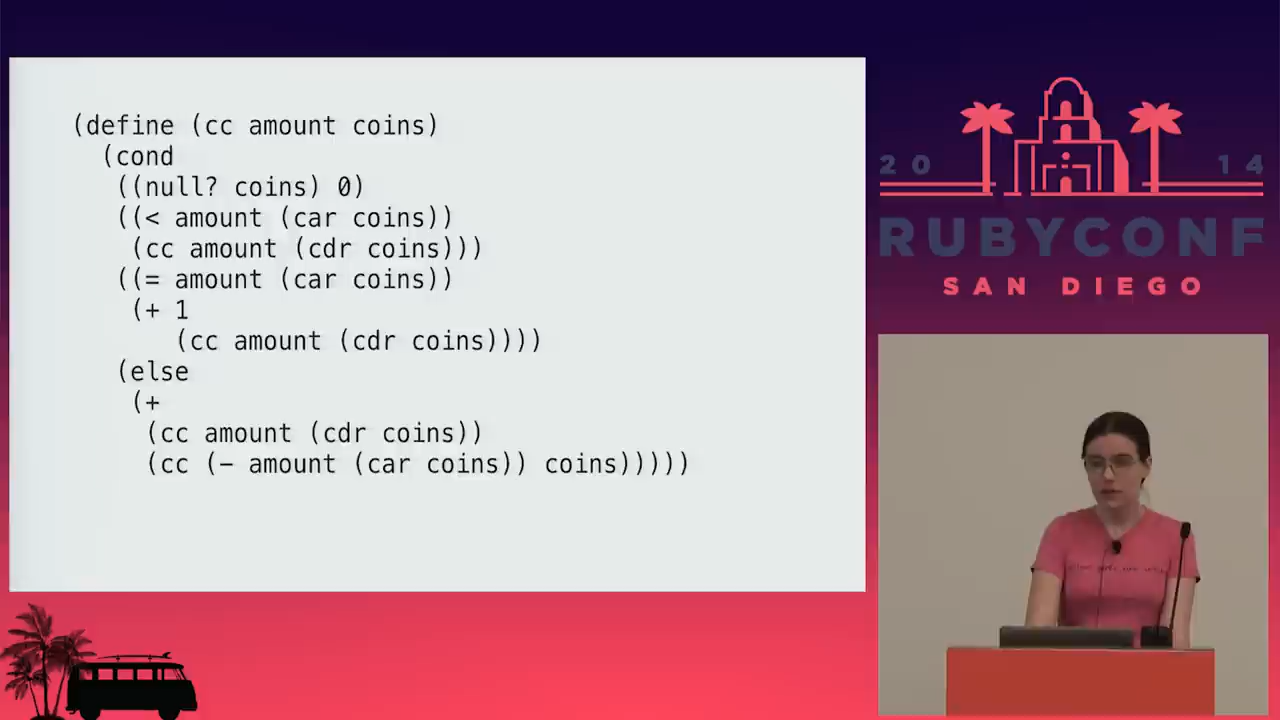 (define (cc amount coins)
  (cond
   ((null? coins) 0)
   ((< amount (car coins))
    (cc amount (cdr coins)))
   ((= amount (car coins))
    (+ 1
       (cc amount (cdr coins))))
   (else
    (+
     (cc amount (cdr coins))
     (cc (- amount (car coins)) coins)))))
20 14
RUBYCONF
SAN DIEGO